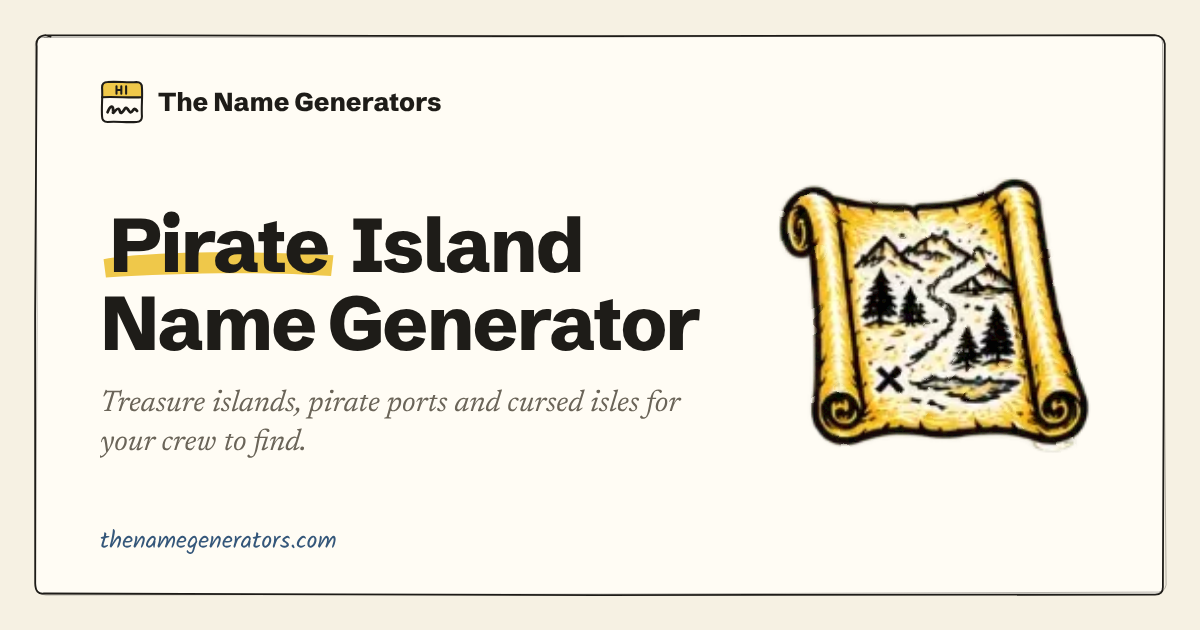 HI
The Name Generators
Pirate Island
Name Generator
Treasure islands, pirate ports and cursed isles for
your crew to find.
thenamegenerators.com